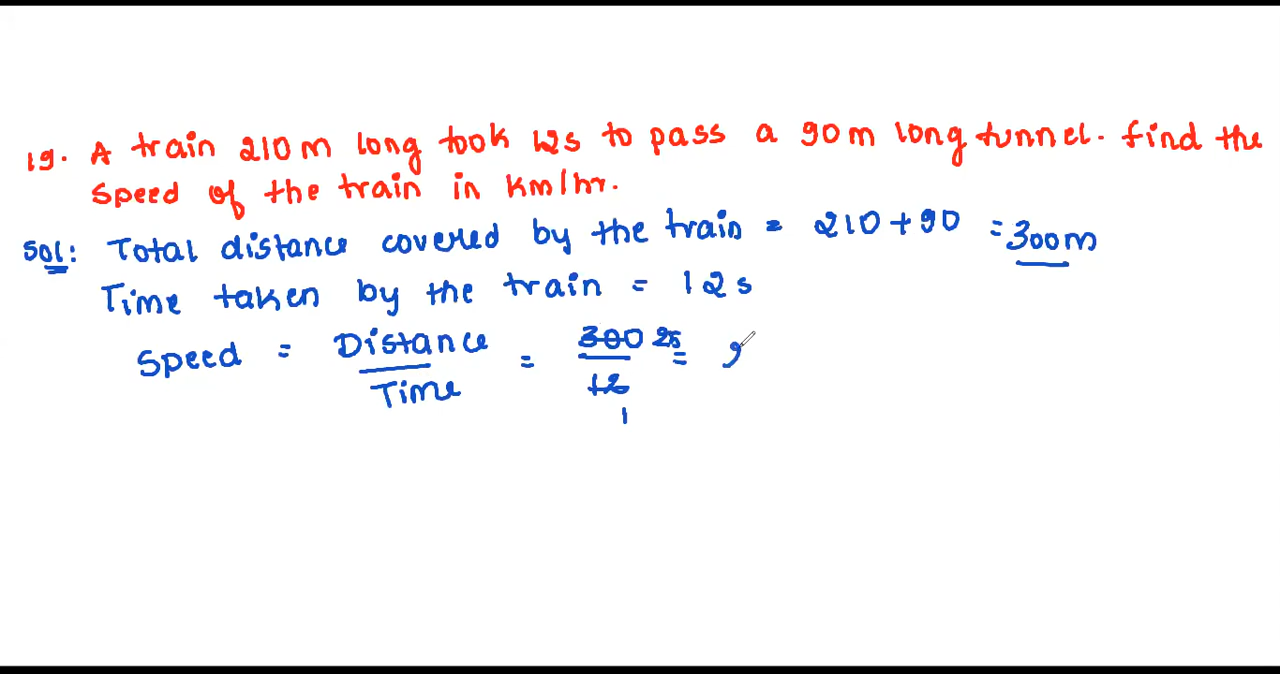 19. A train 210 m long took 12s to pass a 90m long tunnel. Find the
speed of the train in km/hr.
Sol: Total distance covered by the train = 210 + 90 = 300m
Time taken by the train = 12s
Speed = Distance / Time = 300 25 / 12 1 =